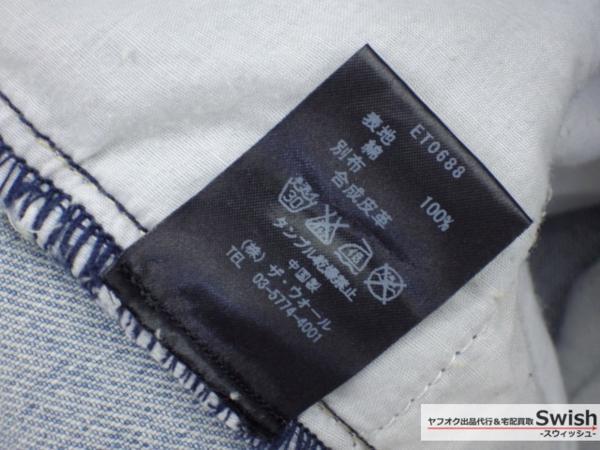 ET0688
表地
綿 100%
別布
合成皮革
タンブル乾燥禁止
中国製
(株) ザ・ウオール
TEL 03-5774-4001
ヤフオク出品代行&宅配買取 Swish
-スウィッシュ-